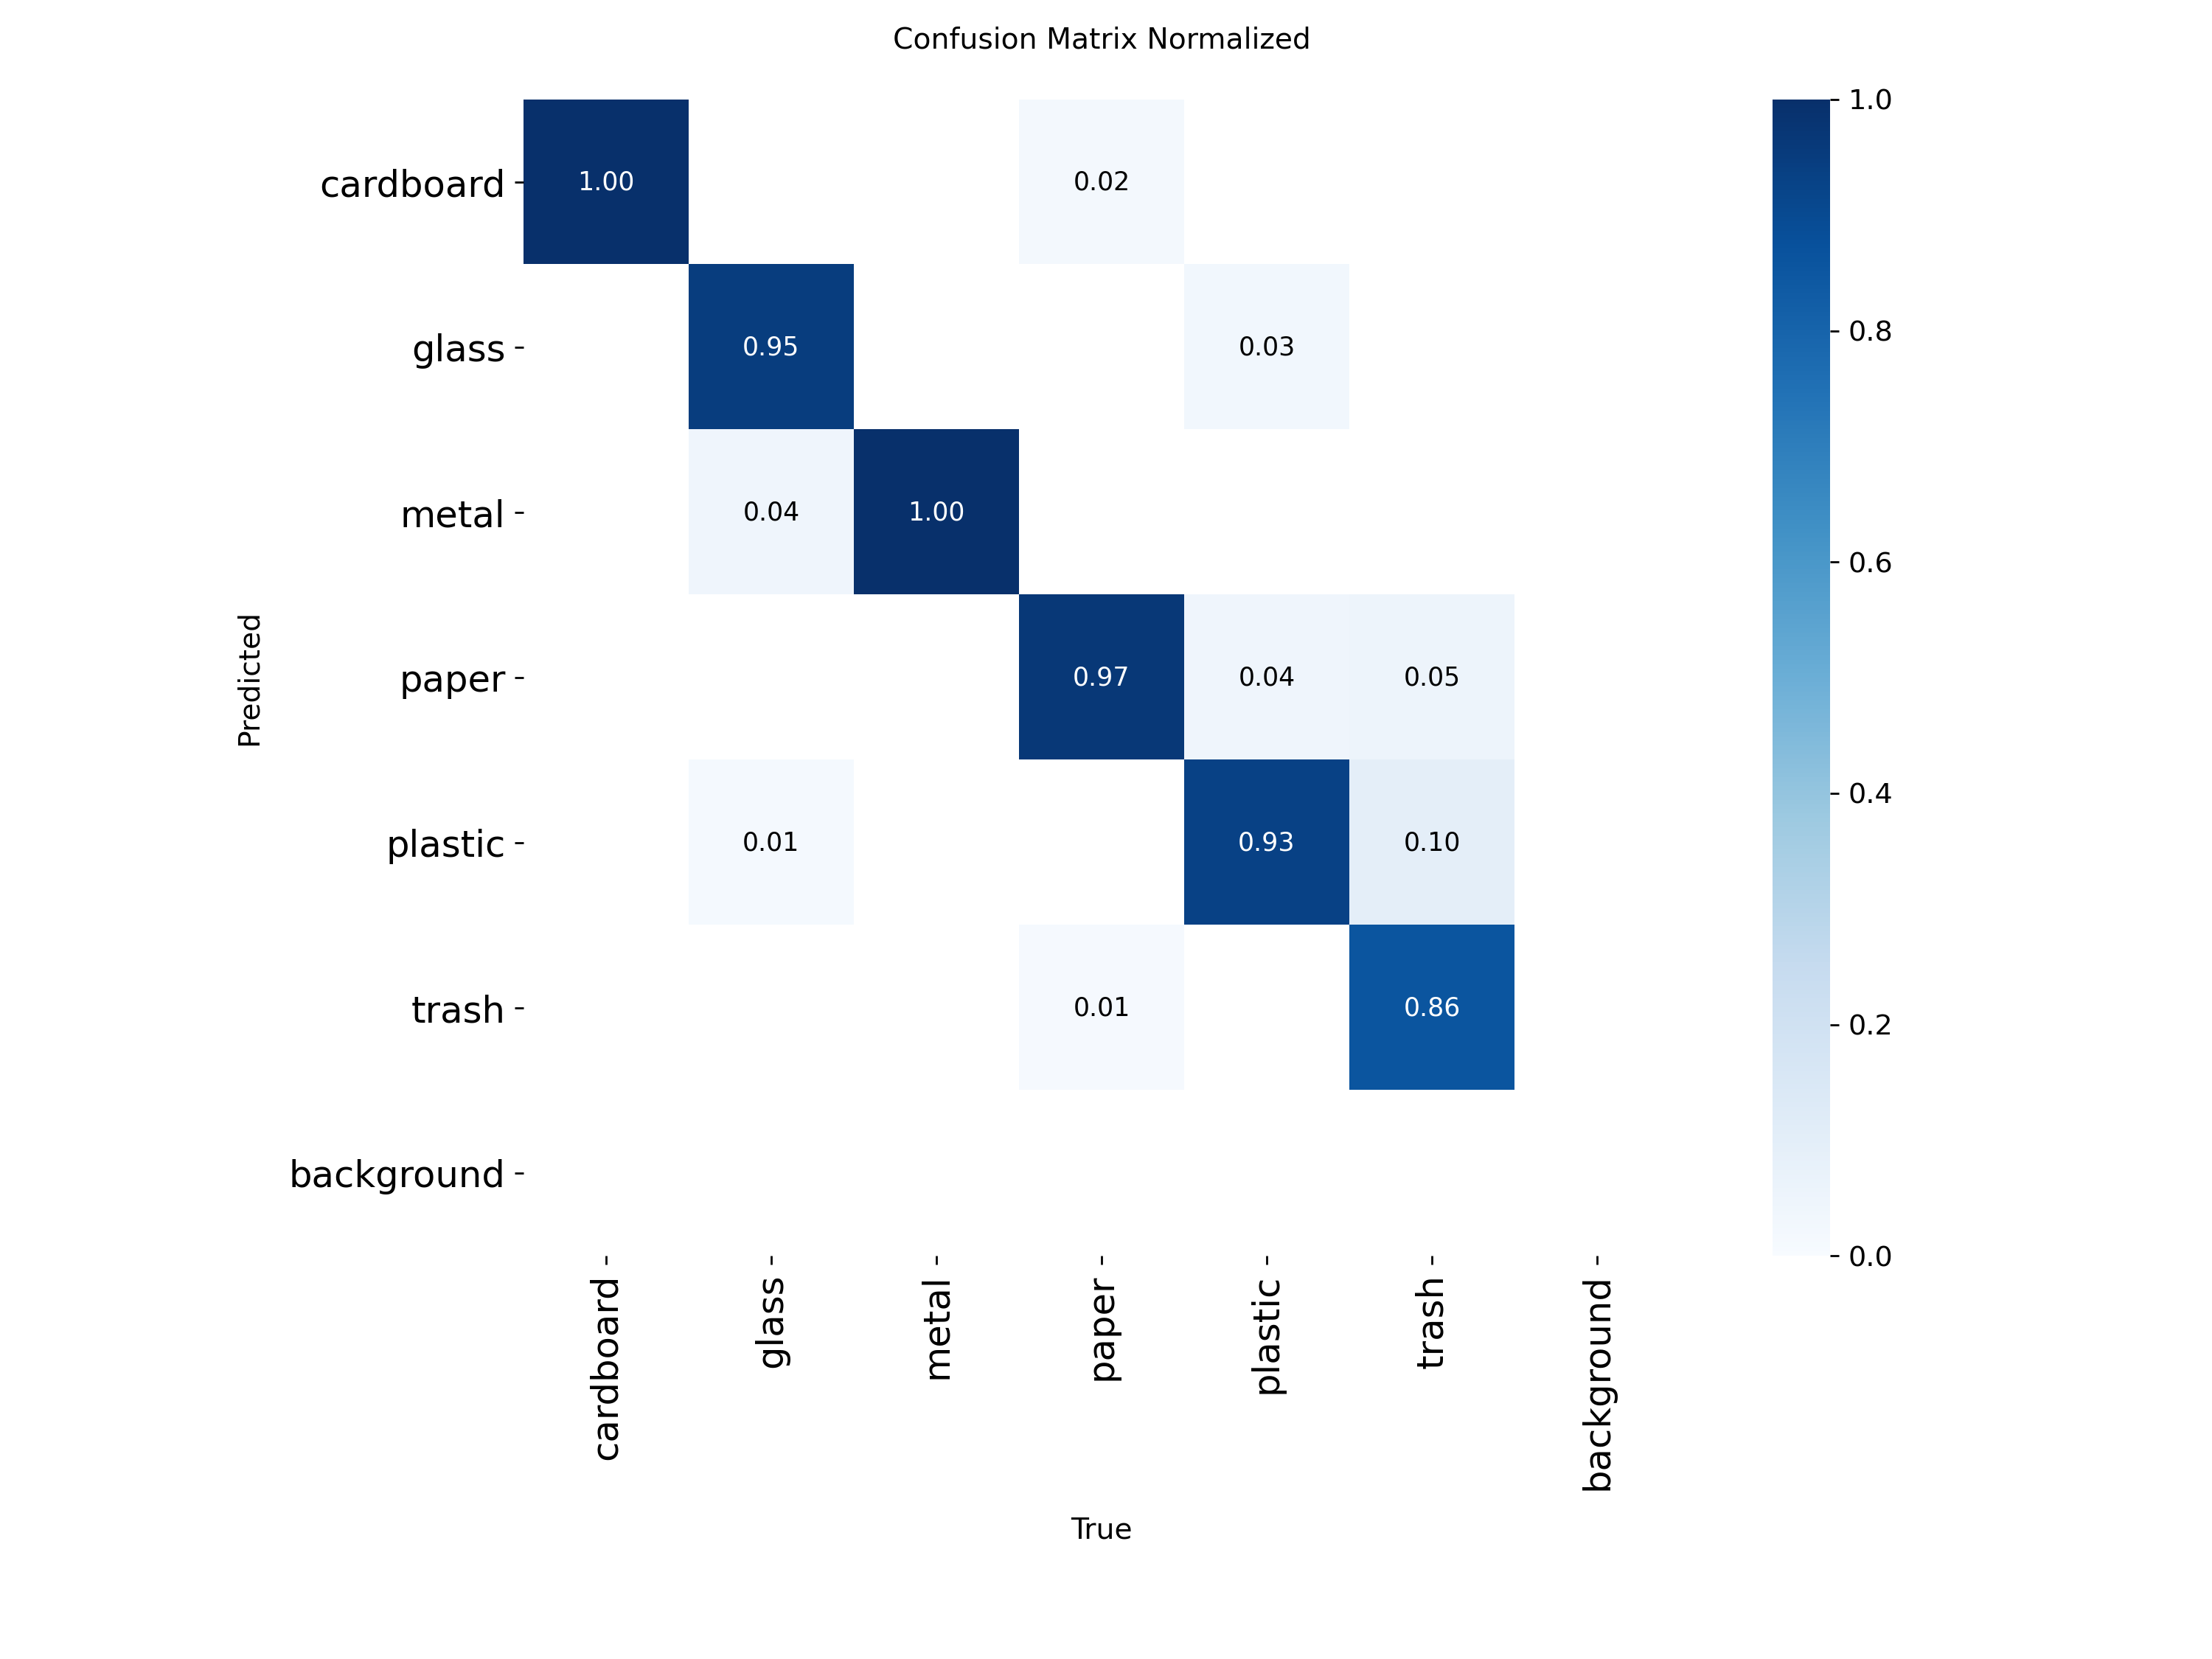 Confusion Matrix Normalized
cardboard
1.00
0.02
glass
0.95
0.03
metal
0.04
1.00
paper
0.97
0.04
0.05
plastic
0.01
0.93
0.10
trash
0.01
0.86
background
Predicted
cardboard
glass
metal
paper
plastic
trash
background
True
1.0
0.8
0.6
0.4
0.2
0.0